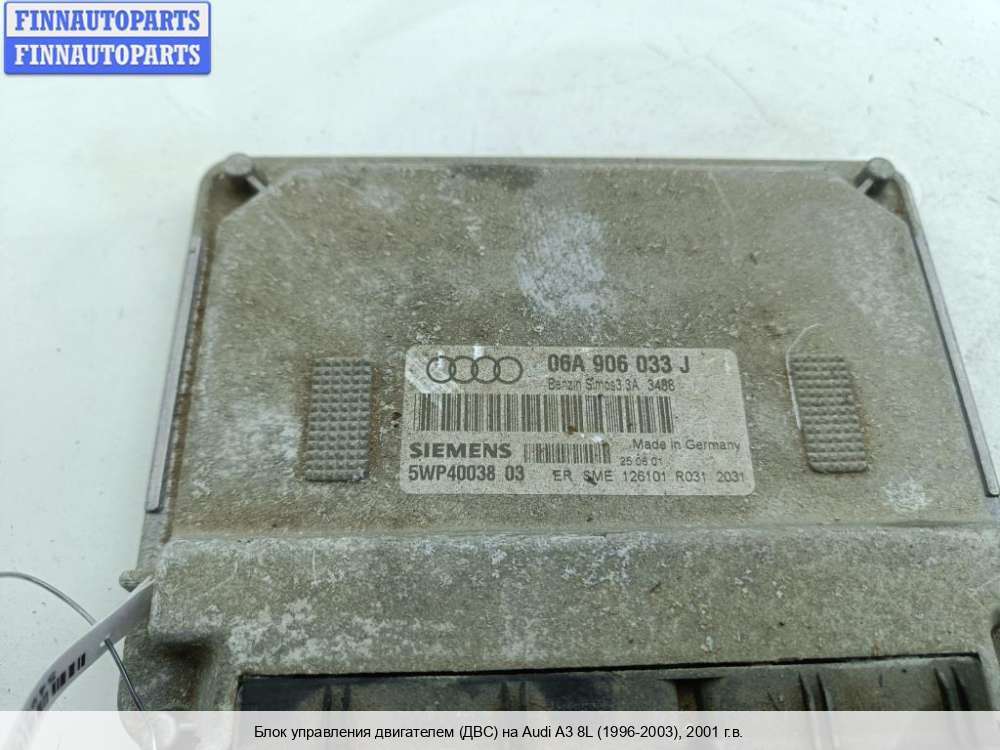 FINNAUTOPARTS
FINNAUTOPARTS
06A 906 033 J
Benzin Simos3.3A 3486
SIEMENS
Made in Germany
25.06.01
5WP40038 03
ER SME 126101 R031 2031
Блок управления двигателем (ДВС) на Audi A3 8L (1996-2003), 2001 г.в.